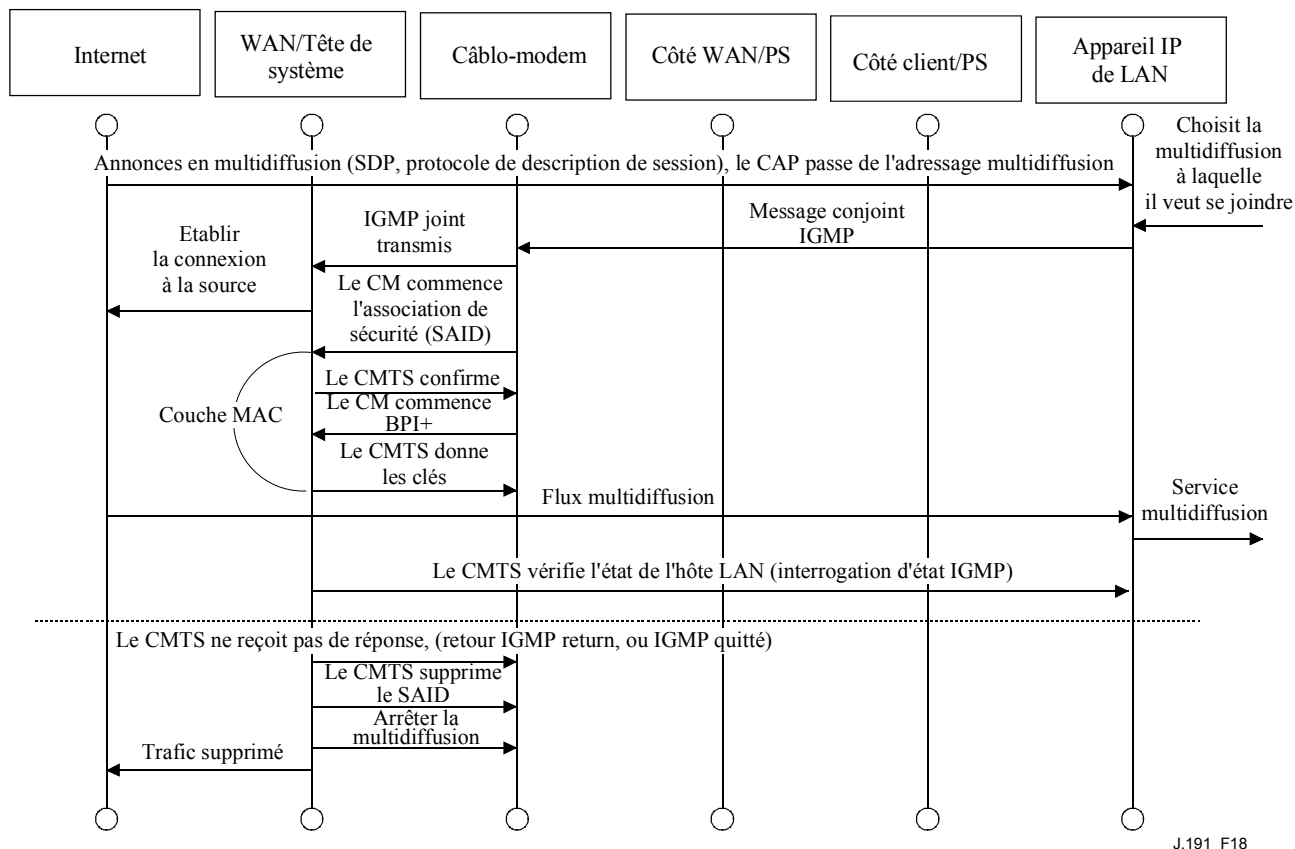 Internet
WAN/Tête de
système
Câblo-modem
Côté WAN/PS
Côté client/PS
Appareil IP
de LAN
Choisit la
multidiffusion
à laquelle
il veut se joindre
Annonces en multidiffusion (SDP, protocole de description de session), le CAP passe de l'adressage multidiffusion
Message conjoint
IGMP
IGMP joint
transmis
Etablir
la connexion
à la source
Le CM commence
l'association de
sécurité (SAID)
Le CMTS confirme
Le CM commence
BPI+
Couche MAC
Le CMTS donne
les clés
Flux multidiffusion
Service
multidiffusion
Le CMTS vérifie l'état de l'hôte LAN (interrogation d'état IGMP)
Le CMTS ne reçoit pas de réponse, (retour IGMP return, ou IGMP quitté)
Le CMTS supprime
le SAID
Arrêter la
multidiffusion
Trafic supprimé
J.191_F18